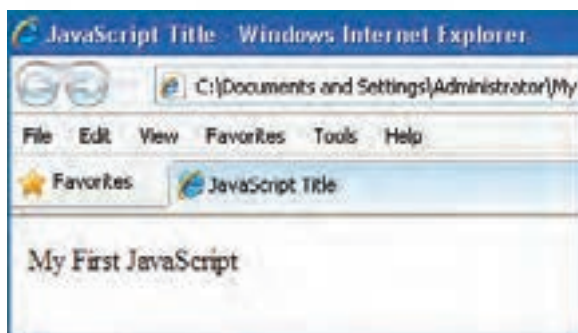 JavaScript Title - Windows Internet Explorer
C:\Documents and Settings\Administrator\My
File Edit View Favorites Tools Help
Favorites JavaScript Title
My First JavaScript